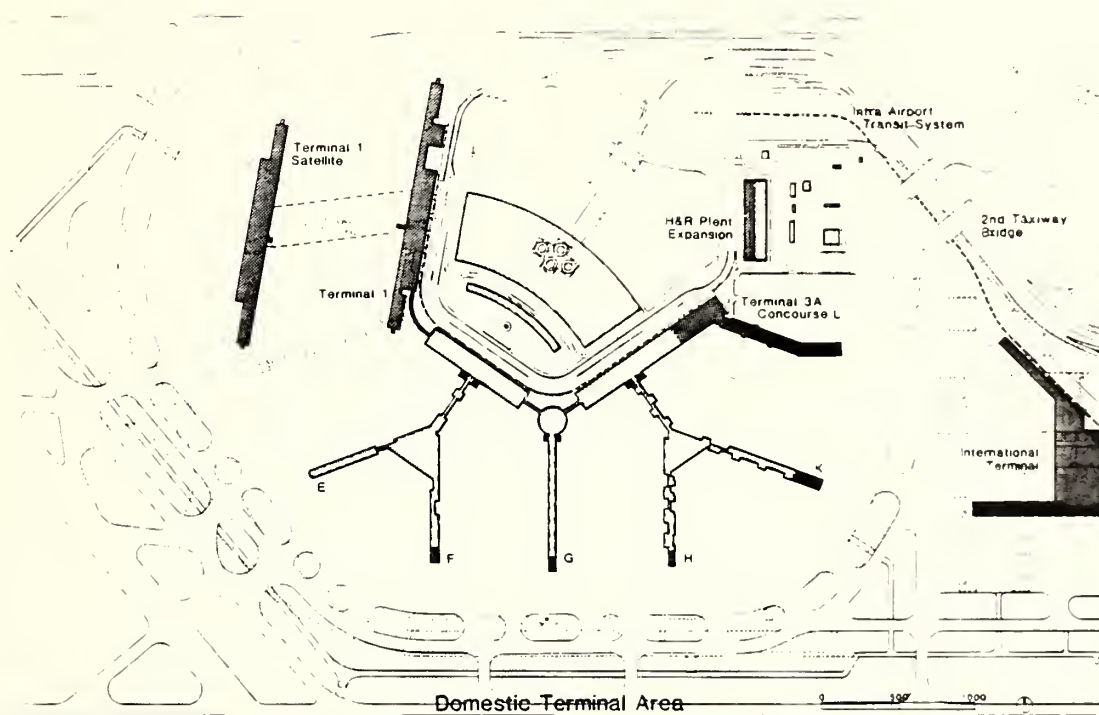 Intra Airport
Transit System
Terminal 1
Satellite
H&R Plant
Expansion
2nd Taxiway
Bridge
Terminal 1
Terminal 3A
Concourse L
International
Terminal
E
K
F
G
H
Domestic Terminal Area
0